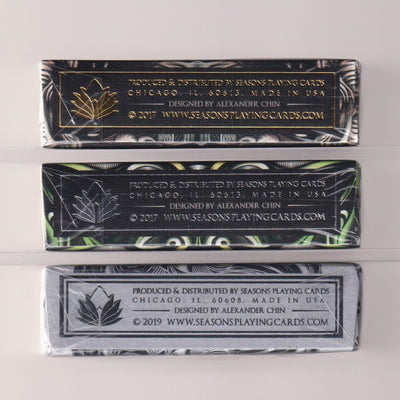 PRODUCED & DISTRIBUTED BY SEASONS PLAYING CARDS
CHICAGO, IL. 60613. MADE IN USA
DESIGNED BY ALEXANDER CHIN
© 2017 WWW.SEASONSPLAYINGCARDS.COM
PRODUCED & DISTRIBUTED BY SEASONS PLAYING CARDS
CHICAGO, IL. 60613. MADE IN USA
DESIGNED BY ALEXANDER CHIN
© 2017 WWW.SEASONSPLAYINGCARDS.COM
PRODUCED & DISTRIBUTED BY SEASONS PLAYING CARDS
CHICAGO, IL. 60608. MADE IN USA.
DESIGNED BY ALEXANDER CHIN
© 2019 WWW.SEASONSPLAYINGCARDS.COM